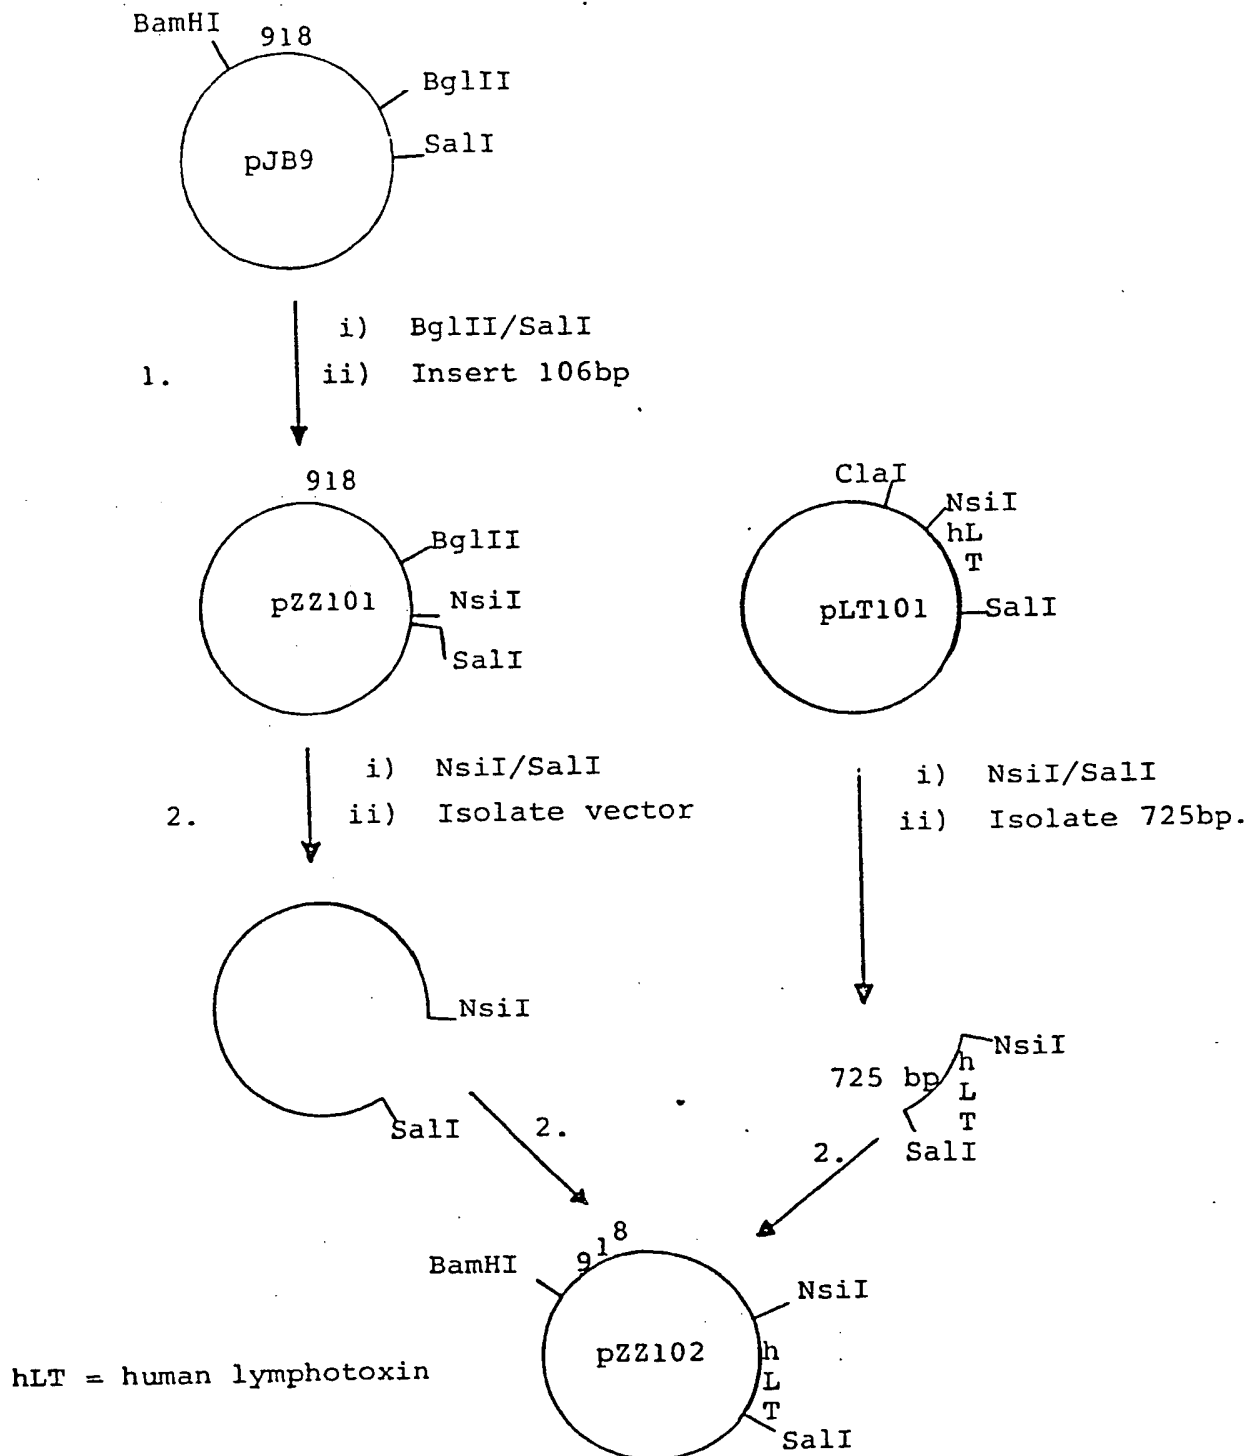 BamHI
918
BglII
SalI
pJB9
1.
i) BglII/SalI
ii) Insert 106bp
918
BglII
pZZ101
NsiI
SalI
ClaI
NsiI
hL
T
pLT101
SalI
2.
i) NsiI/SalI
ii) Isolate vector
i) NsiI/SalI
ii) Isolate 725bp.
NsiI
SalI
2.
725 bp
NsiI
h
L
T
SalI
2.
BamHI
918
NsiI
pZZ102
h
L
T
SalI
hLT = human lymphotoxin